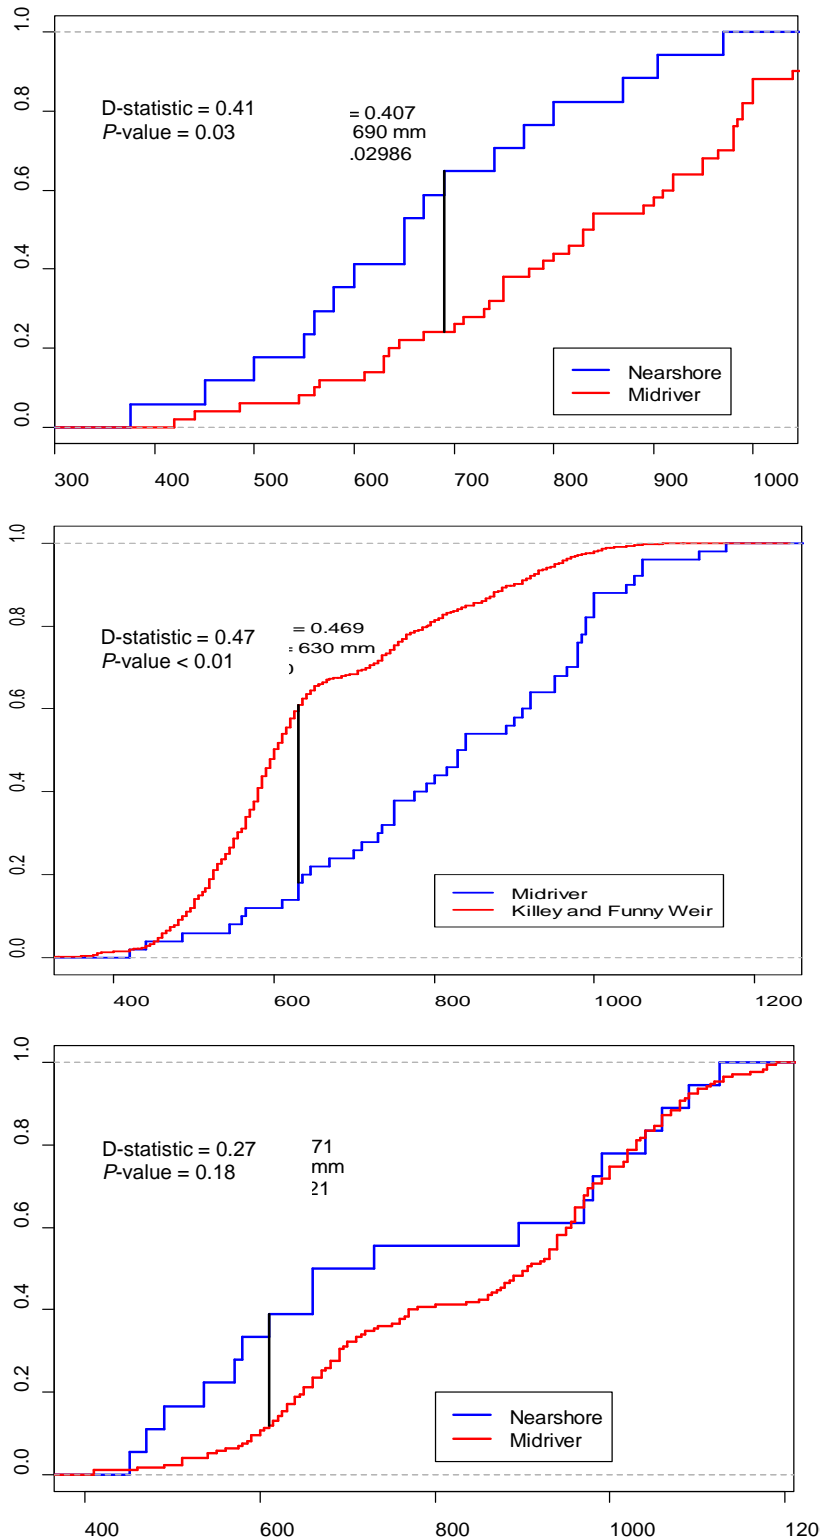 1.0
0.8
0.6
0.4
0.2
0.0
D-statistic = 0.41
P-value = 0.03
= 0.407
690 mm
.02986
Nearshore
Midriver
300 400 500 600 700 800 900 1000
1.0
0.8
0.6
0.4
0.2
0.0
D-statistic = 0.47
P-value < 0.01
= 0.469
= 630 mm
Midriver
Killey and Funny Weir
400 600 800 1000 1200
1.0
0.8
0.6
0.4
0.2
0.0
D-statistic = 0.27
P-value = 0.18
71
mm
21
Nearshore
Midriver
400 600 800 1000 120